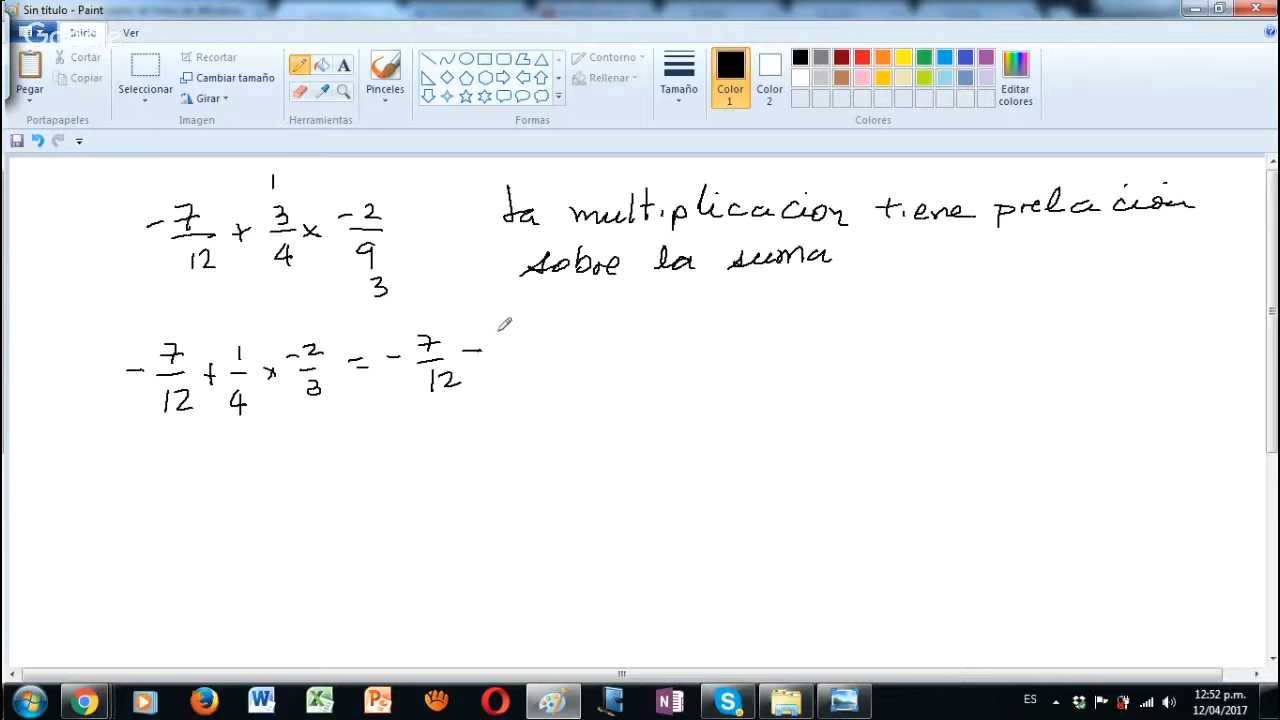 Sin título - Paint
Inicio Ver
Pegar
Cortar
Copiar
Portapapeles
Seleccionar
Recortar
Cambiar tamaño
Girar
Imagen
A
Herramientas
Pinceles
Contorno
Rellenar
Formas
Tamaño
Color 1
Color 2
Editar colores
Colores
1
-7/12 + 3/4 x -2/9
3
La multiplicacion tiene prelación
sobre la suma
- 7/12 + 1/4 x -2/3 = - 7/12 -
ES 12:52 p.m.
12/04/2017